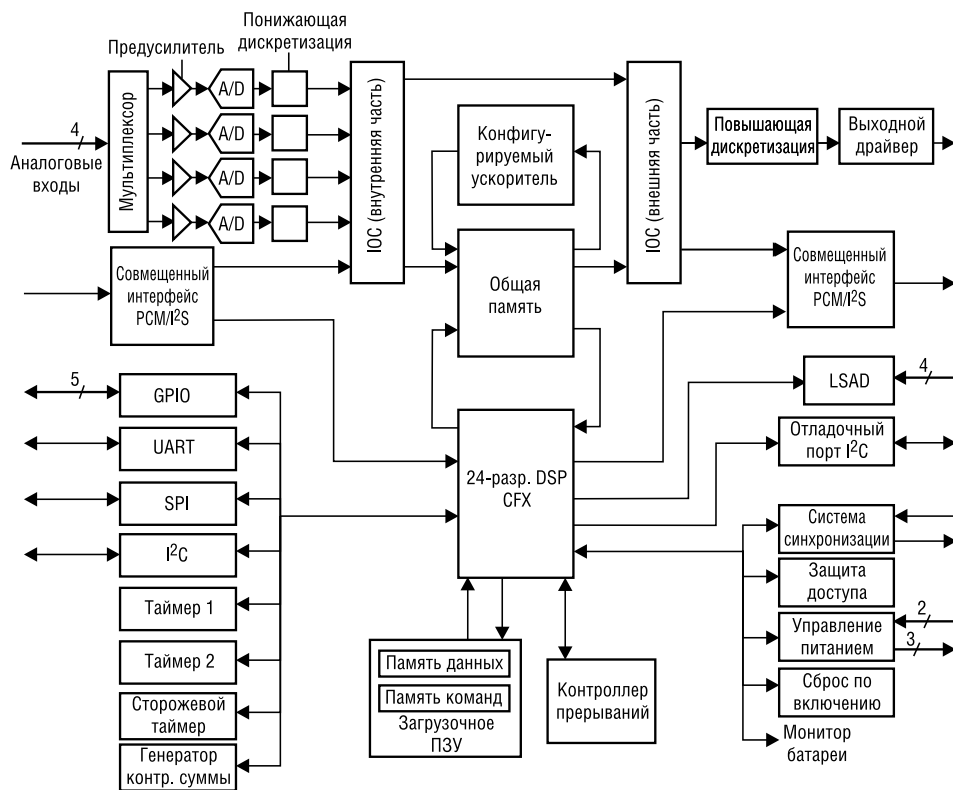 Понижающая
дискретизация
Предусилитель
Мультиплексор
A/D
A/D
A/D
A/D
4
Аналоговые
входы
IOC (внутренняя часть)
Конфигу-
рируемый
ускоритель
IOC (внешняя часть)
Повышающая
дискретизация
Выходной
драйвер
Совмещенный
интерфейс
PCM/I²S
Общая
память
Совмещенный
интерфейс
PCM/I²S
5
GPIO
UART
SPI
I²C
Таймер 1
Таймер 2
Сторожевой
таймер
Генератор
контр. суммы
24-разр. DSP
CFX
Память данных
Память команд
Загрузочное
ПЗУ
Контроллер
прерываний
LSAD
4
Отладочный
порт I²C
Система
синхронизации
Защита
доступа
Управление
питанием
2
3
Сброс по
включению
Монитор
батареи